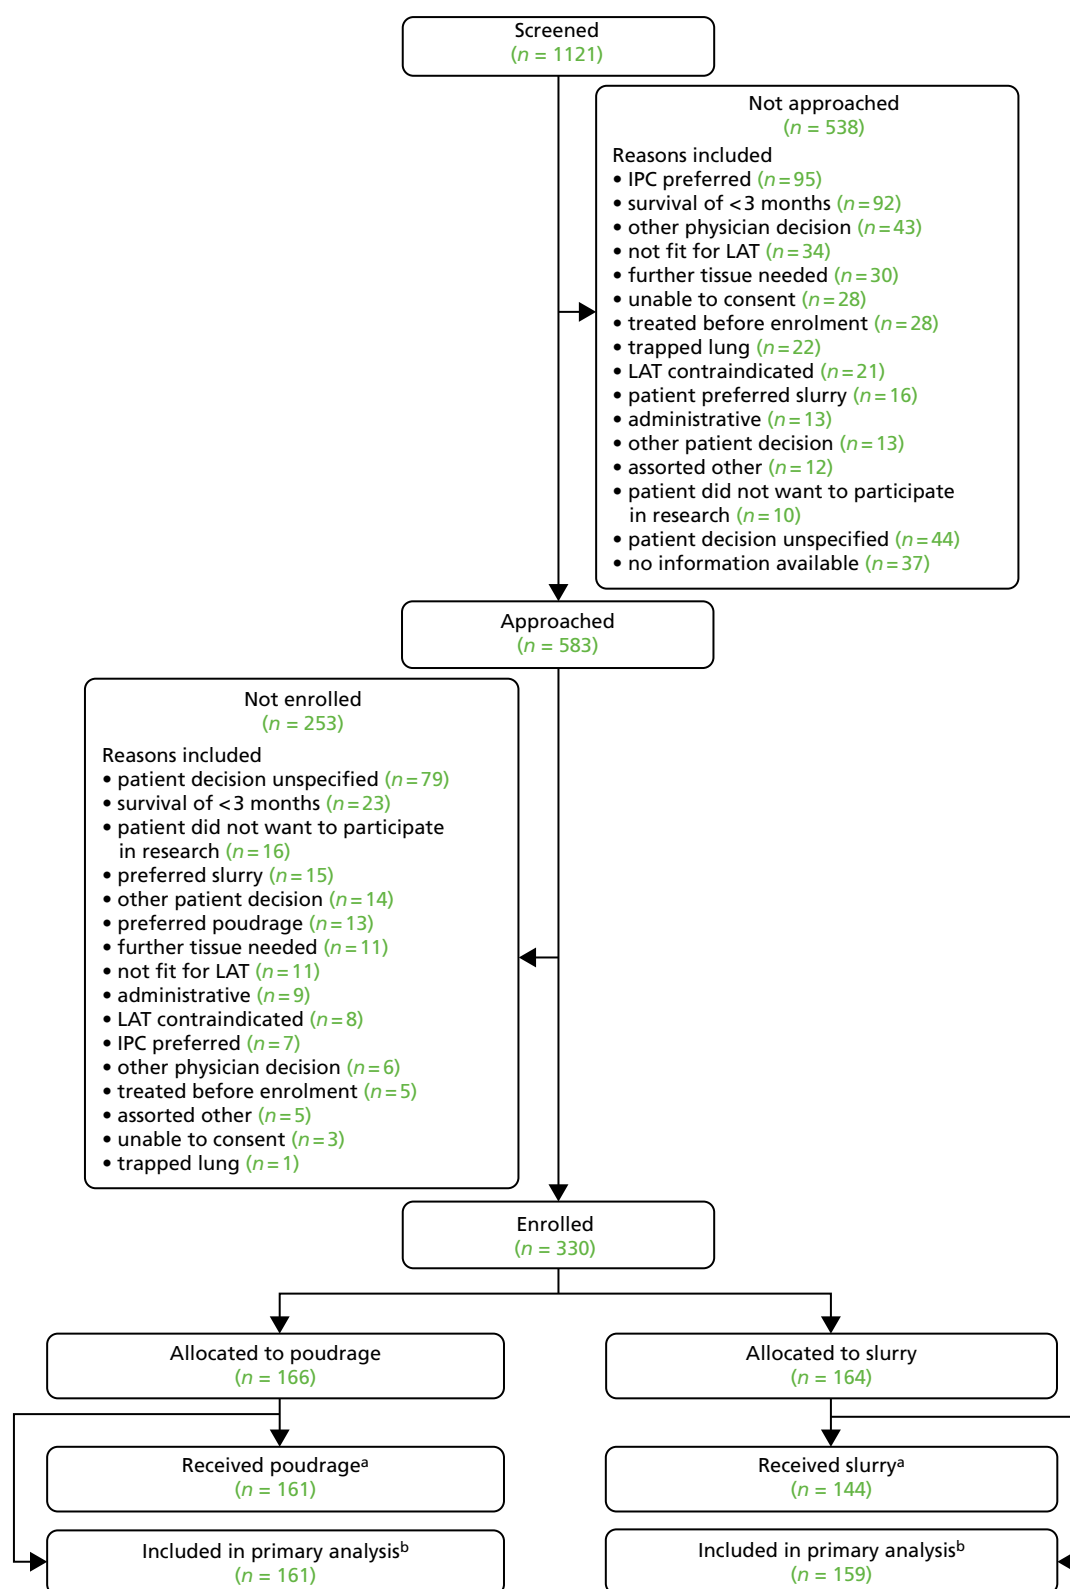 Screened
(n = 1121)
Not approached
(n = 538)
Reasons included
• IPC preferred (n=95)
• survival of <3 months (n=92)
• other physician decision (n=43)
• not fit for LAT (n=34)
• further tissue needed (n=30)
• unable to consent (n=28)
• treated before enrolment (n=28)
• trapped lung (n=22)
• LAT contraindicated (n=21)
• patient preferred slurry (n=16)
• administrative (n=13)
• other patient decision (n=13)
• assorted other (n=12)
• patient did not want to participate
in research (n=10)
• patient decision unspecified (n=44)
• no information available (n=37)
Approached
(n = 583)
Not enrolled
(n = 253)
Reasons included
• patient decision unspecified (n=79)
• survival of <3 months (n=23)
• patient did not want to participate
in research (n=16)
• preferred slurry (n=15)
• other patient decision (n=14)
• preferred poudrage (n=13)
• further tissue needed (n=11)
• not fit for LAT (n=11)
• administrative (n=9)
• LAT contraindicated (n=8)
• IPC preferred (n=7)
• other physician decision (n=6)
• treated before enrolment (n=5)
• assorted other (n=5)
• unable to consent (n=3)
• trapped lung (n=1)
Enrolled
(n = 330)
Allocated to poudrage
(n = 166)
Allocated to slurry
(n = 164)
Received poudrage^a
(n = 161)
Received slurry^a
(n = 144)
Included in primary analysis^b
(n = 161)
Included in primary analysis^b
(n = 159)